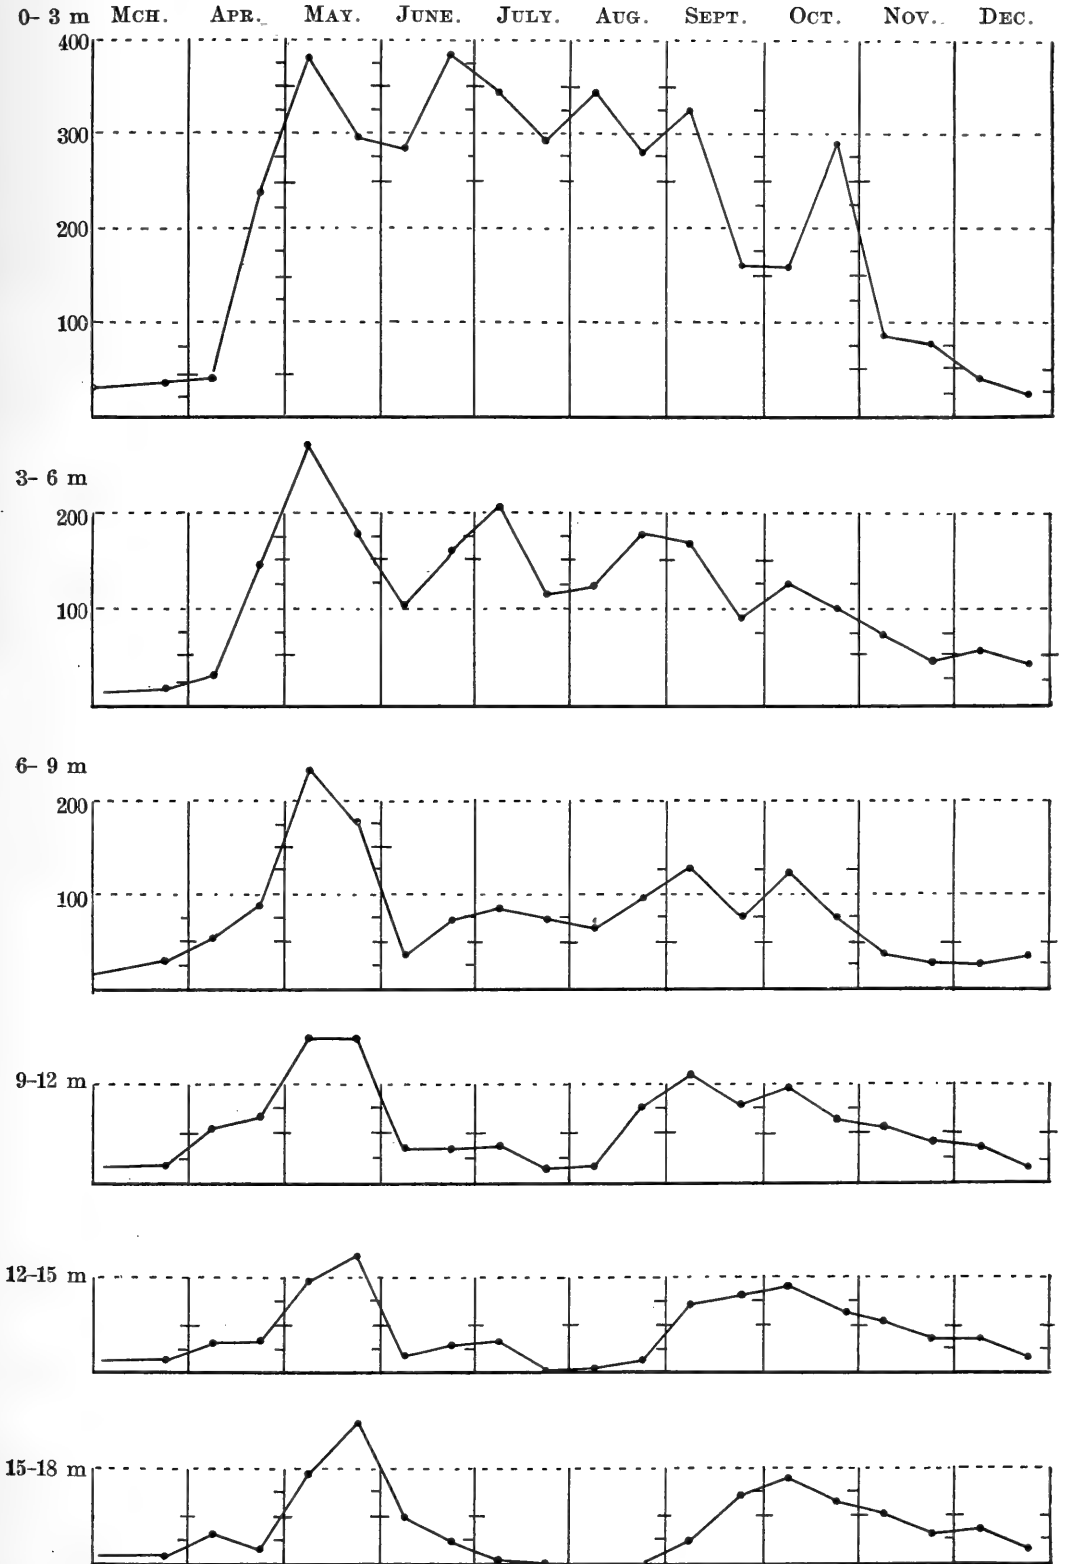 0- 3 m MCH. APR. MAY. JUNE. JULY. AUG. SEPT. OCT. NOV. DEC.
400
300
200
100
3- 6 m
200
100
6- 9 m
200
100
9-12 m
12-15 m
15-18 m